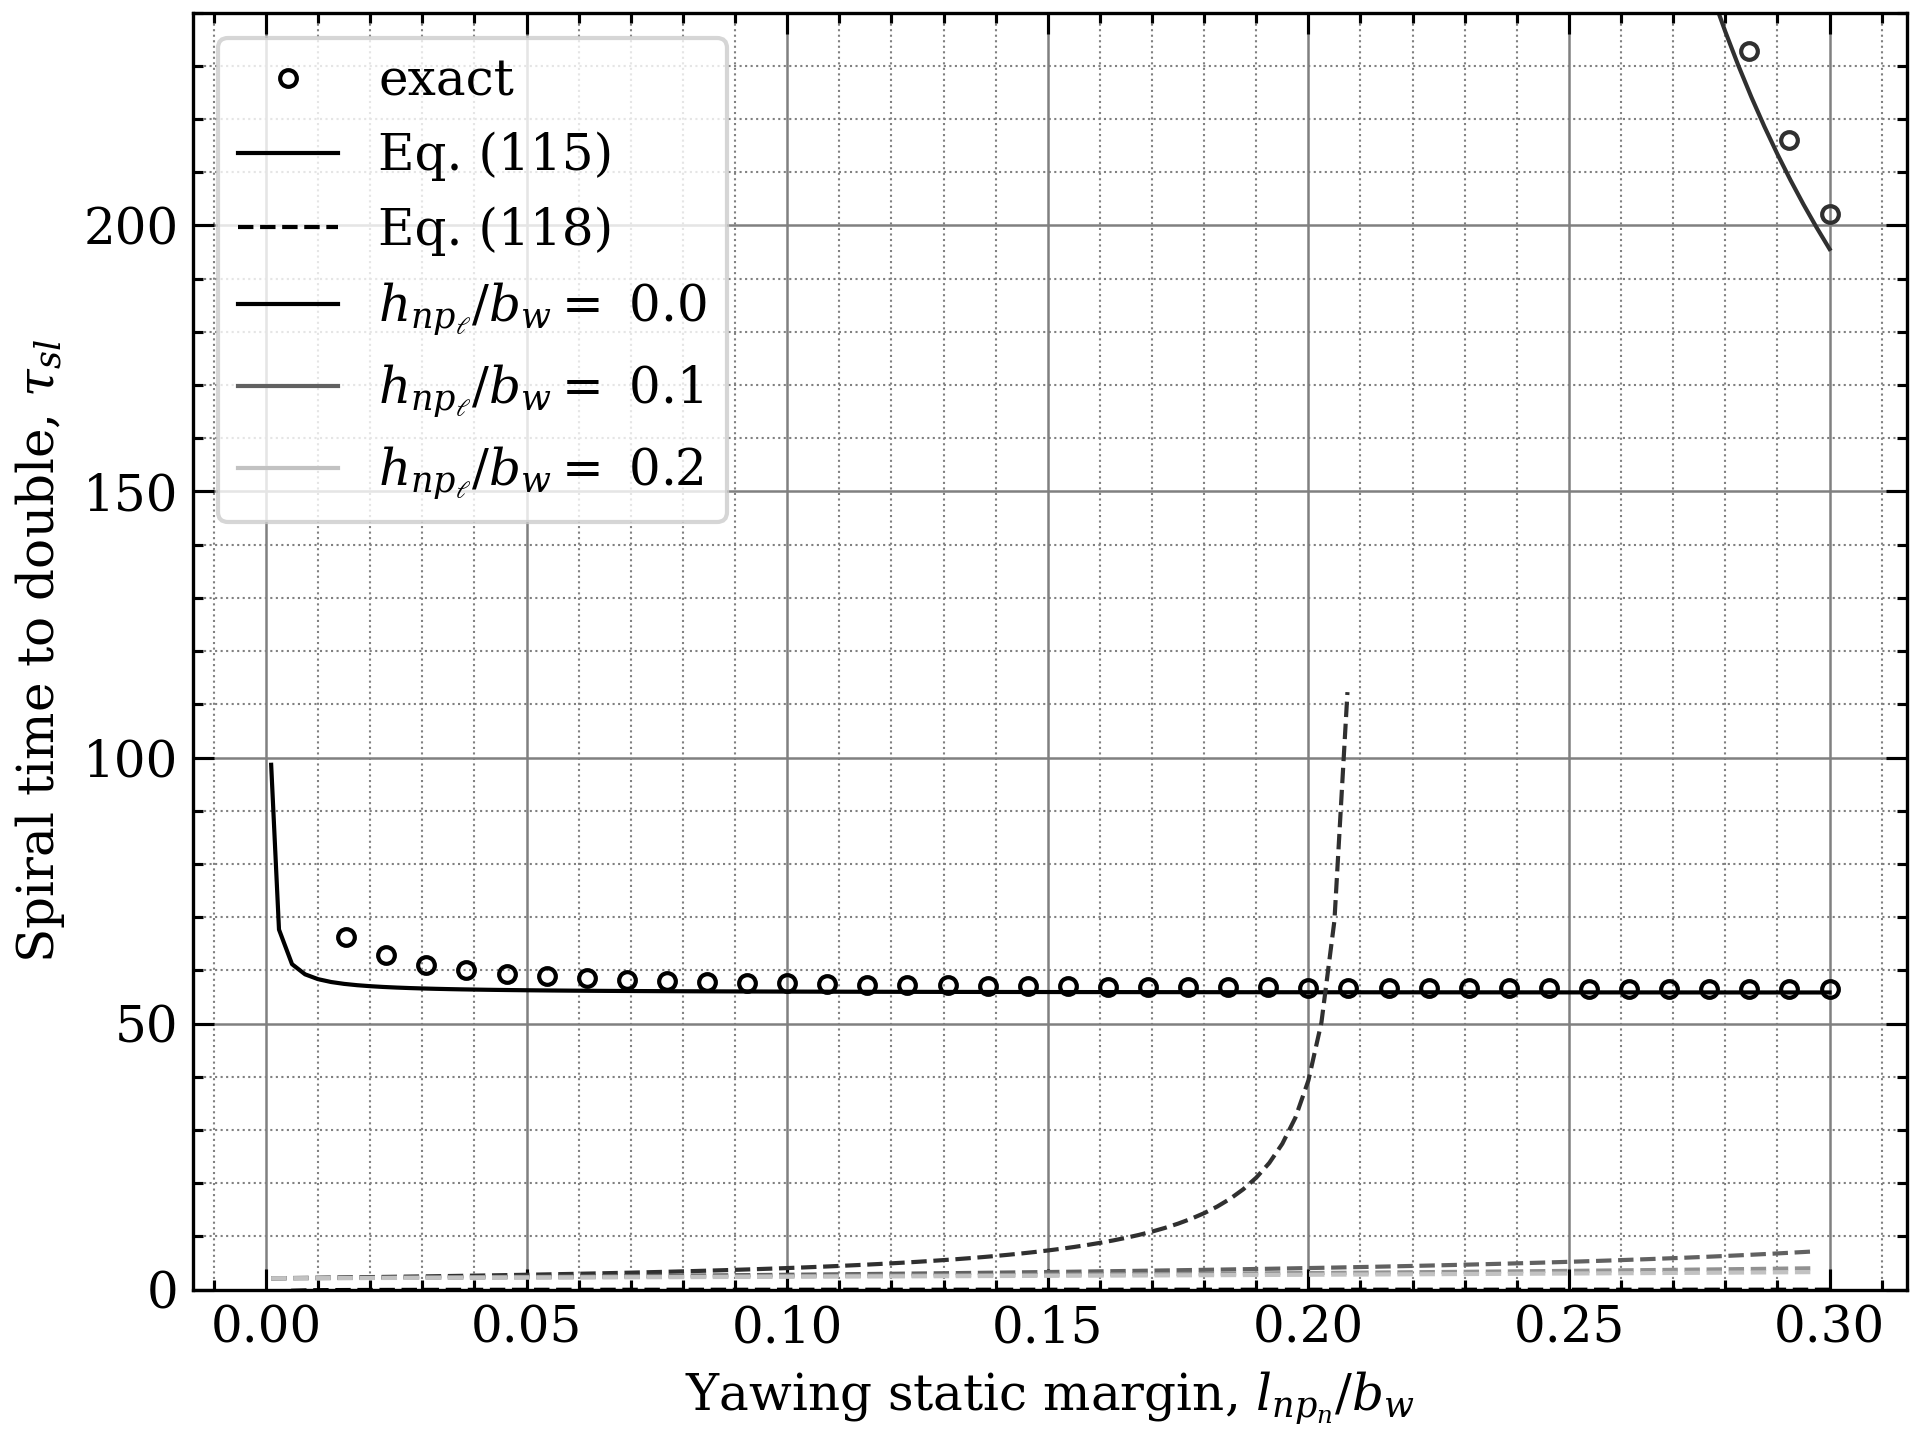 exact
Eq. (115)
Eq. (118)
h_{np_ℓ}/b_w = 0.0
h_{np_ℓ}/b_w = 0.1
h_{np_ℓ}/b_w = 0.2
200
150
100
50
0
Spiral time to double, τ_{sl}
0.00 0.05 0.10 0.15 0.20 0.25 0.30
Yawing static margin, l_{np_n}/b_w